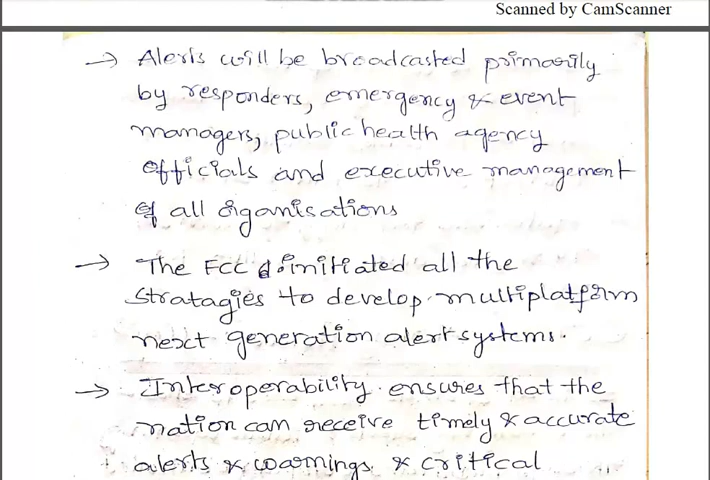 Scanned by CamScanner
→ Alerts will be broadcasted primarily
by responders, emergency & event
managers, public health agency
officials and executive management
of all organisations
→ The FCC initiated all the
Stratagies to develop multiplatform
next generation alert systems.
→ Interoperability ensures that the
nation can receive timely & accurate
alerts & warnings & critical